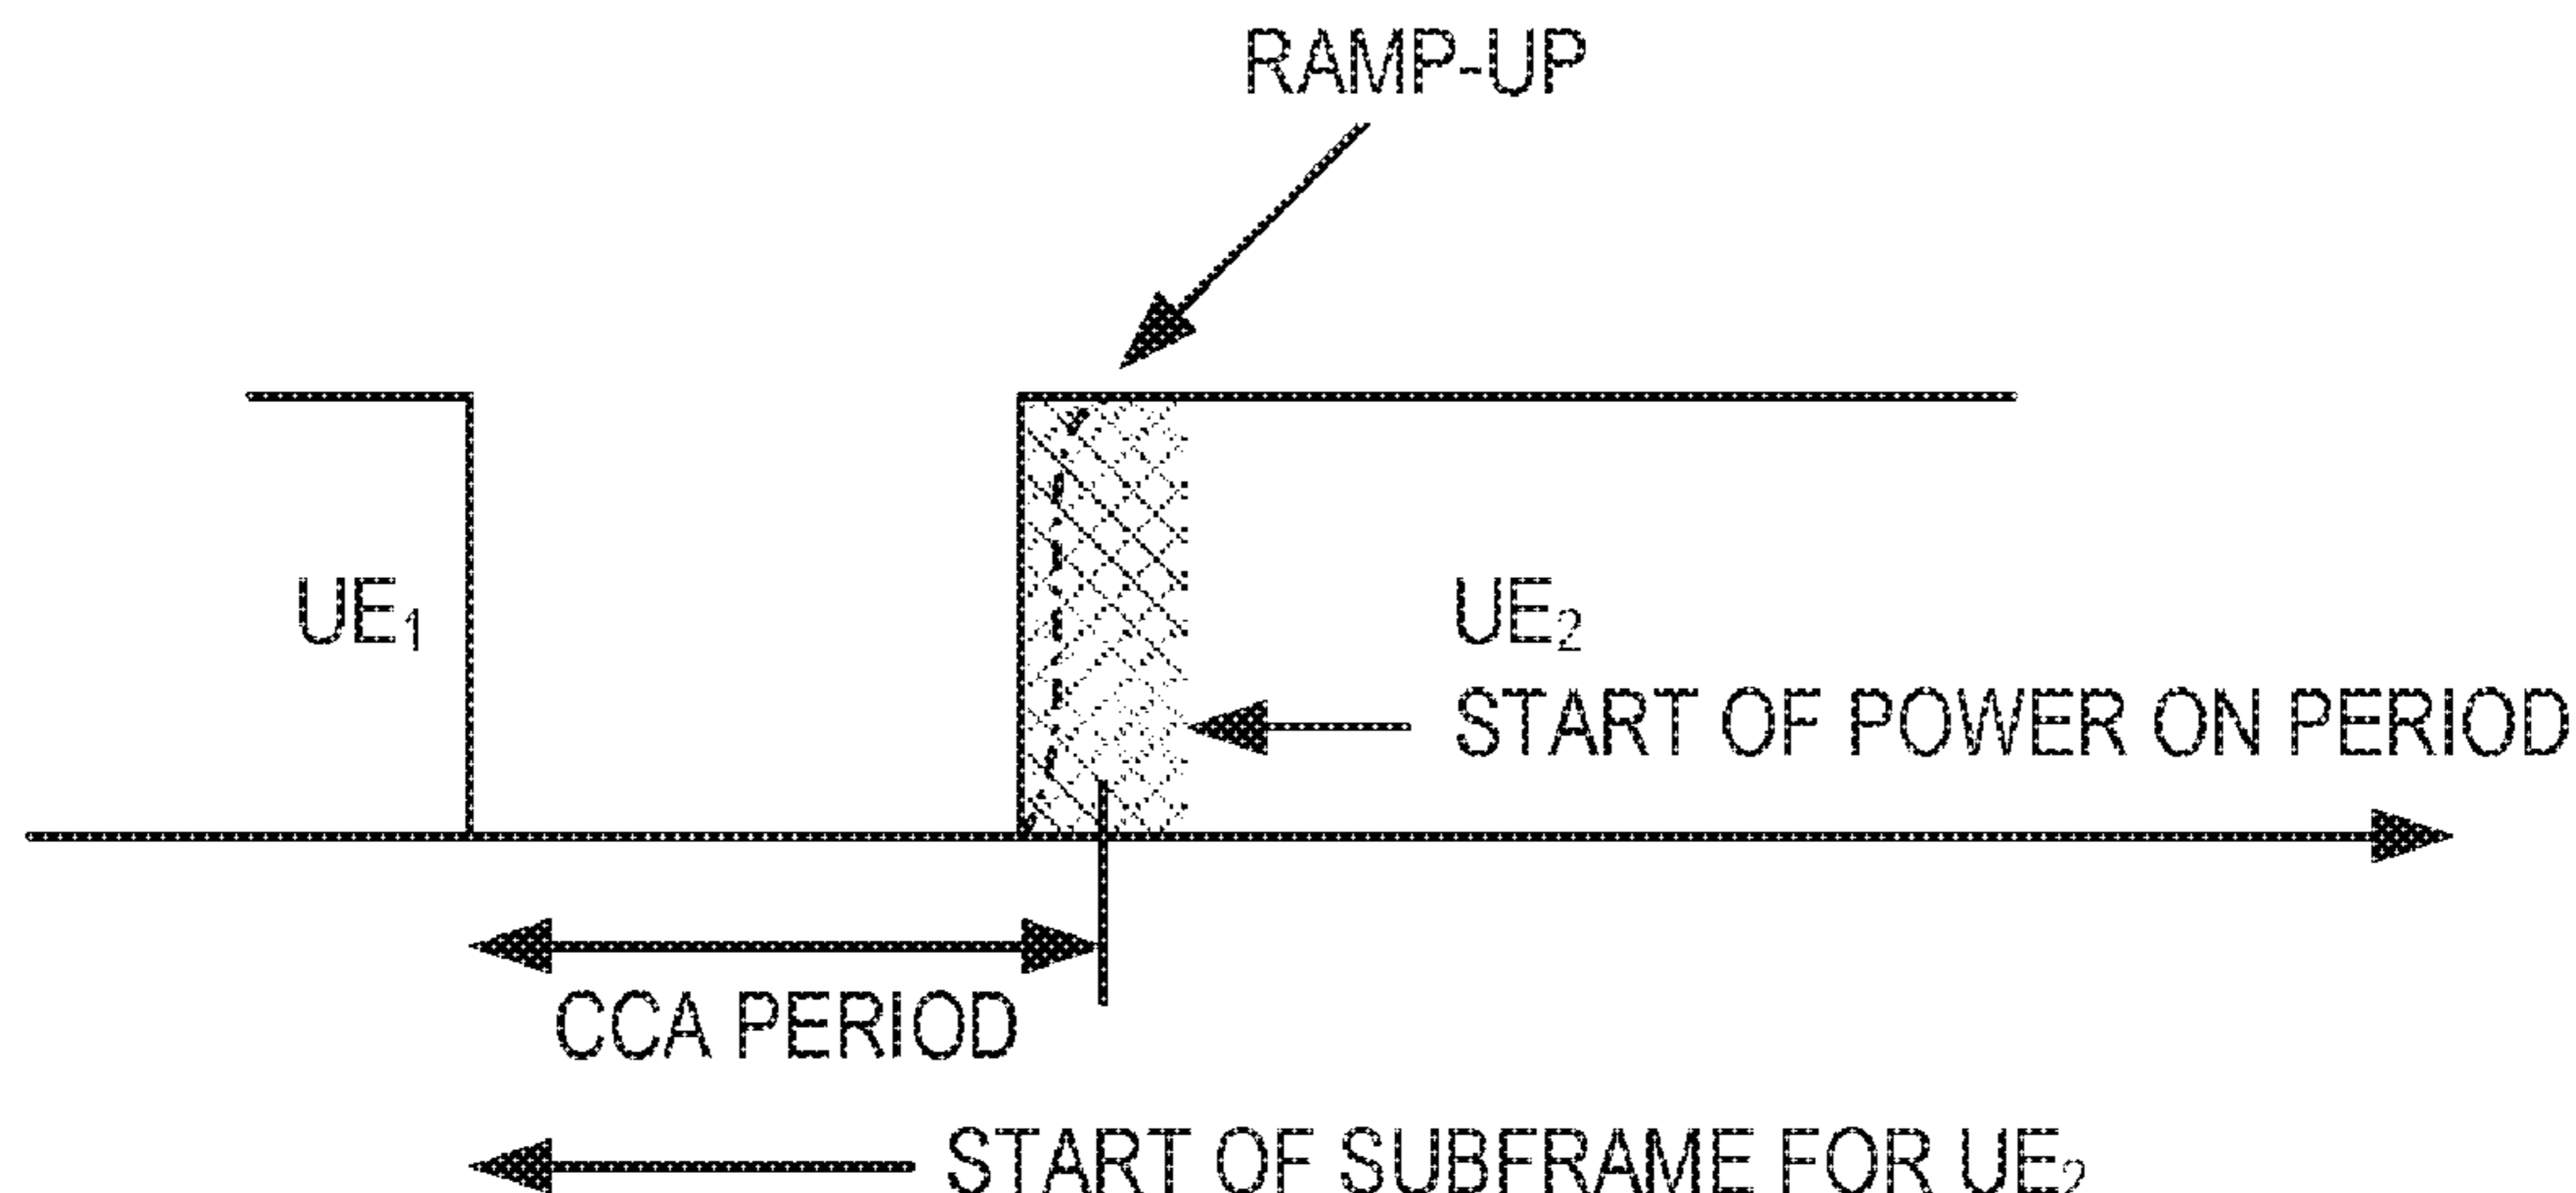 RAMP-UP
UE₁
UE₂
START OF POWER ON PERIOD
CCA PERIOD
START OF SUBFRAME FOR UE₂